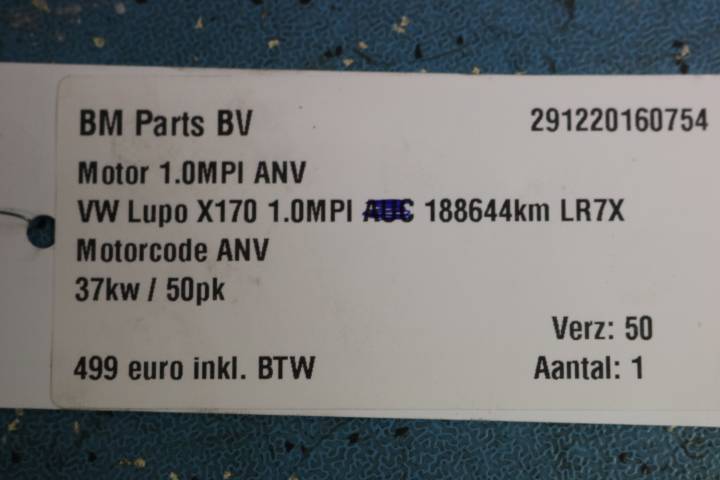 BM Parts BV 291220160754
Motor 1.0MPI ANV
VW Lupo X170 1.0MPI AUC 188644km LR7X
Motorcode ANV
37kw / 50pk
Verz: 50
499 euro inkl. BTW Aantal: 1